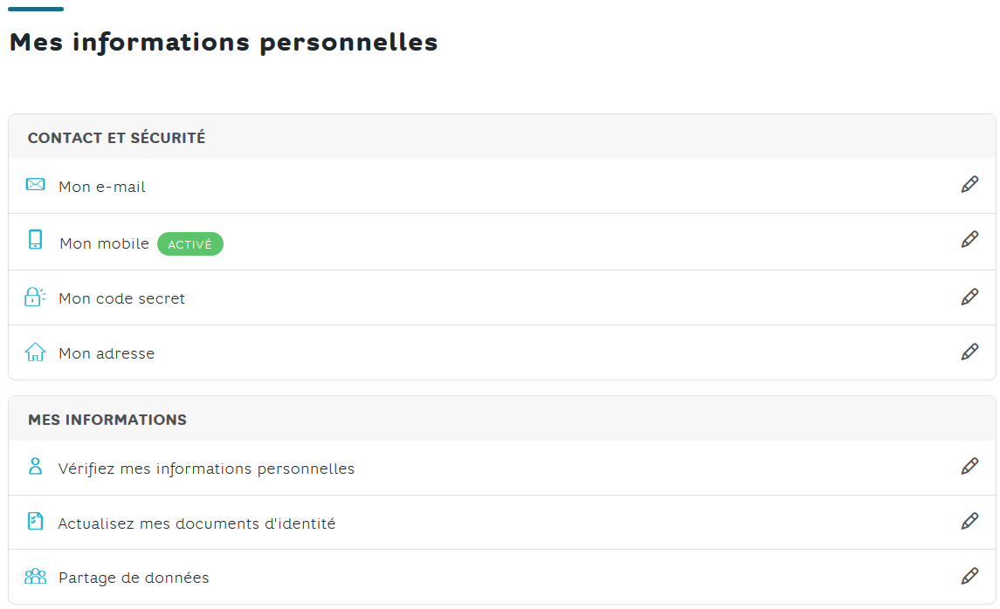 Mes informations personnelles
CONTACT ET SÉCURITÉ
Mon e-mail
Mon mobile ACTIVÉ
Mon code secret
Mon adresse
MES INFORMATIONS
Vérifiez mes informations personnelles
Actualisez mes documents d'identité
Partage de données